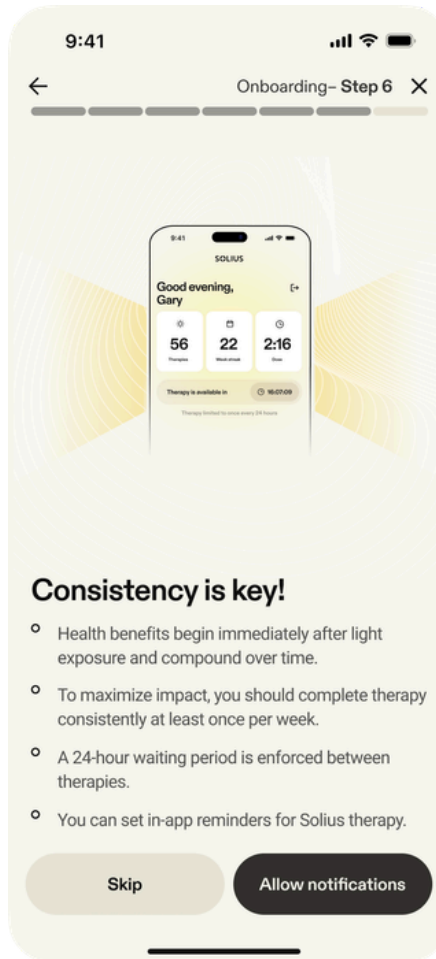 9:41
Onboarding– Step 6
9:41
SOLIUS
Good evening,
Gary
56
22
2:16
Therapies
Week streak
Dose
Therapy is available in
16:07:09
Therapy limited to once every 24 hours
Consistency is key!
Health benefits begin immediately after light
exposure and compound over time.
To maximize impact, you should complete therapy
consistently at least once per week.
A 24-hour waiting period is enforced between
therapies.
You can set in-app reminders for Solius therapy.
Skip
Allow notifications